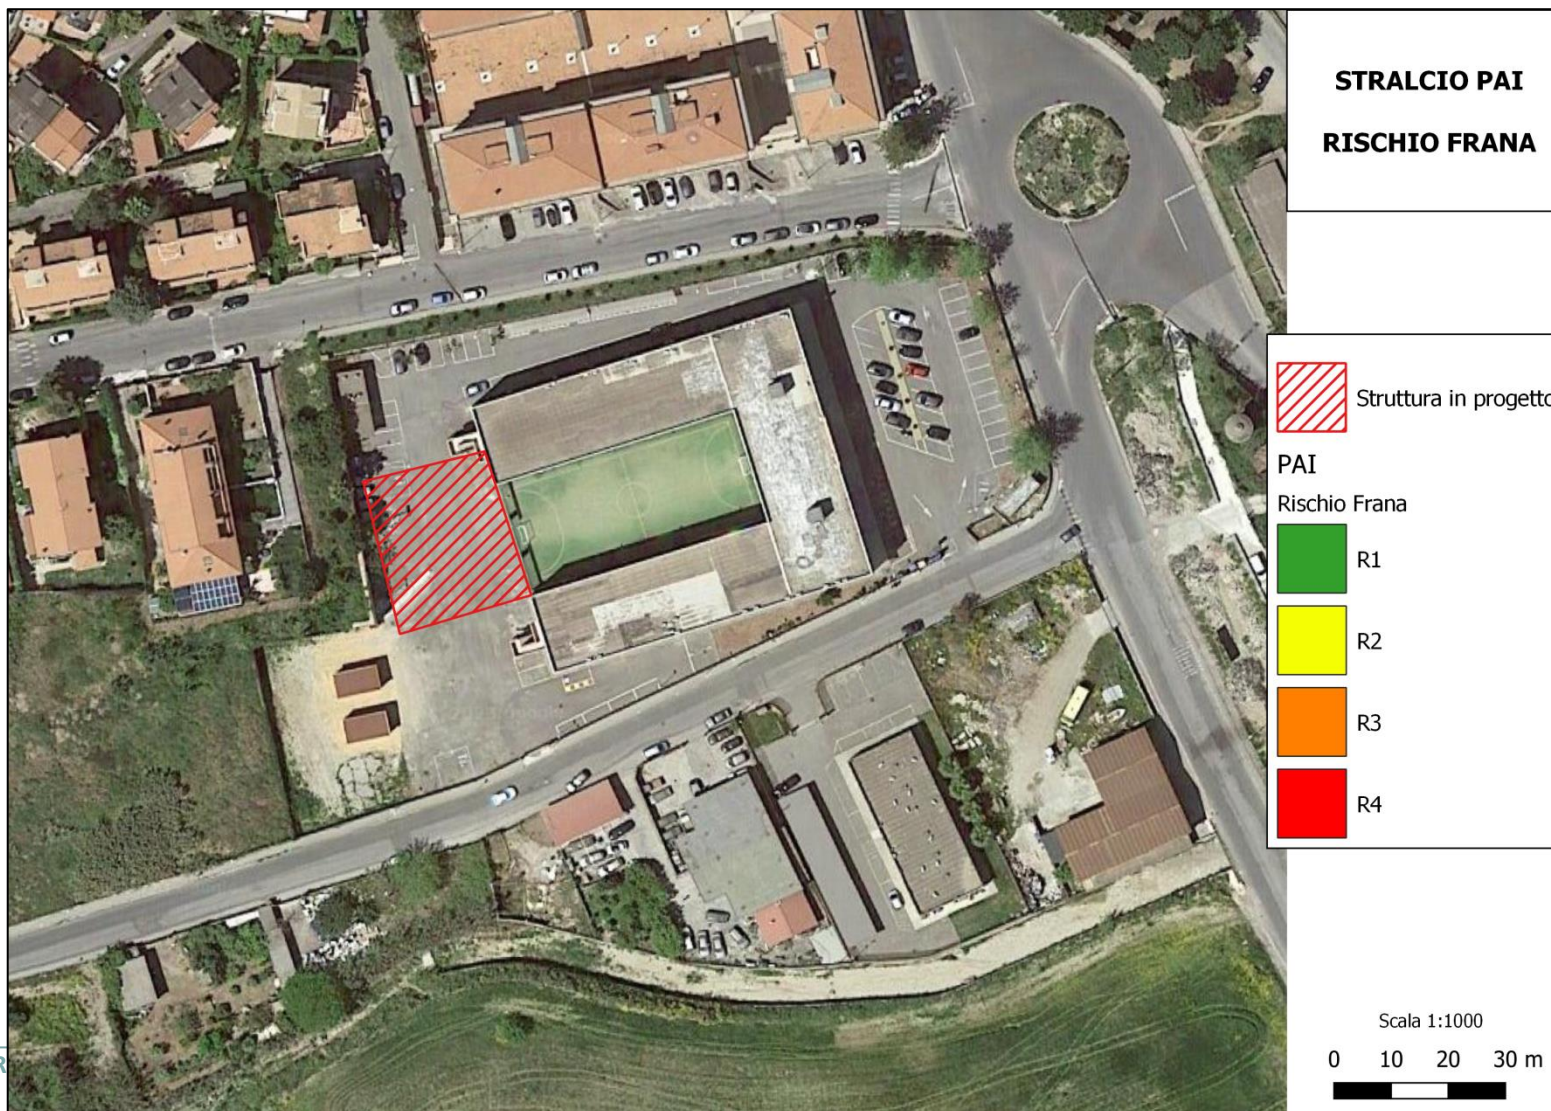 STRALCIO PAI
RISCHIO FRANA
Struttura in progetto
PAI
Rischio Frana
R1
R2
R3
R4
Scala 1:1000
0 10 20 30 m
R